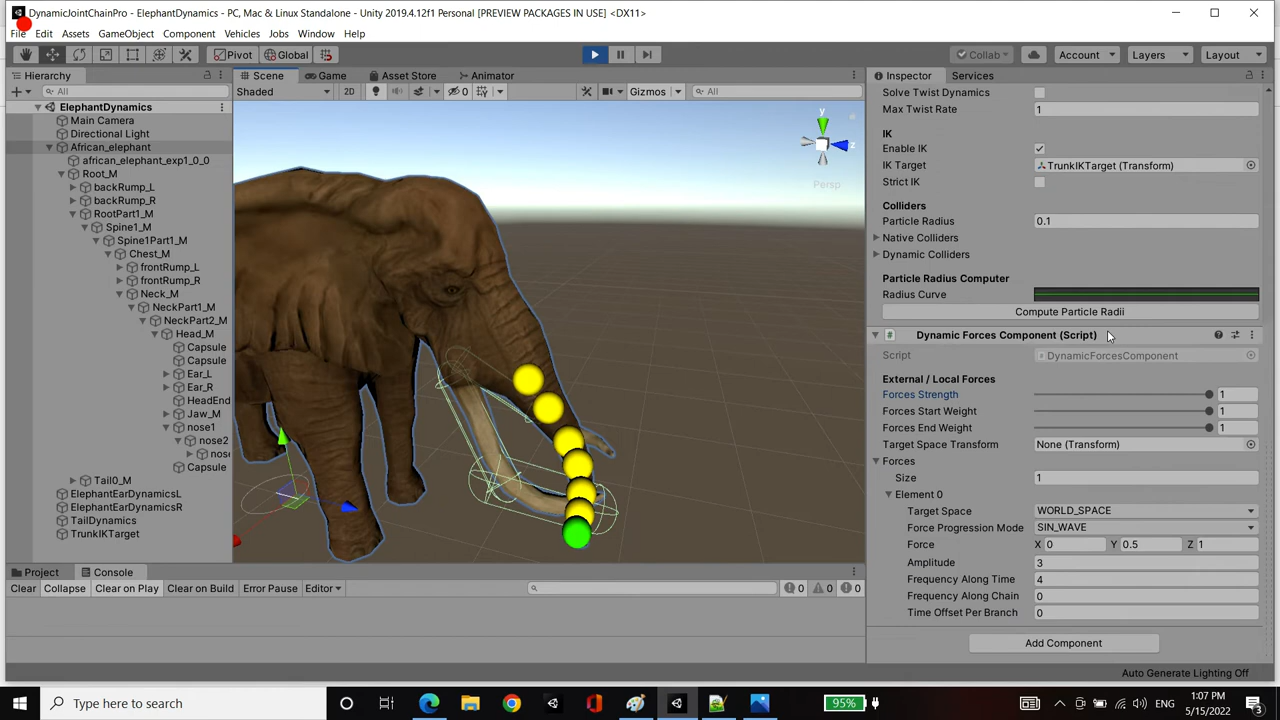 DynamicJointChainPro - ElephantDynamics - PC, Mac & Linux Standalone - Unity 2019.4.12f1 Personal [PREVIEW PACKAGES IN USE] <DX11>
File Edit Assets GameObject Component Vehicles Jobs Window Help
Pivot Global Collab Account Layers Layout
Hierarchy Scene Game Asset Store Animator Inspector Services
All Shaded 2D 0 Gizmos All
ElephantDynamics
Main Camera
Directional Light
African_elephant
african_elephant_exp1_0_0
Root_M
backRump_L
backRump_R
RootPart1_M
Spine1_M
Spine1Part1_M
Chest_M
frontRump_L
frontRump_R
Neck_M
NeckPart1_M
NeckPart2_M
Head_M
Capsule
Capsule
Ear_L
Ear_R
HeadEnd
Jaw_M
nose1
nose2
nos
Capsule
Tail0_M
ElephantEarDynamicsL
ElephantEarDynamicsR
TailDynamics
TrunkIKTarget
y
z
Persp
Solve Twist Dynamics
Max Twist Rate 1
IK
Enable IK
IK Target TrunkIKTarget (Transform)
Strict IK
Colliders
Particle Radius 0.1
Native Colliders
Dynamic Colliders
Particle Radius Computer
Radius Curve
Compute Particle Radii
# Dynamic Forces Component (Script)
Script DynamicForcesComponent
External / Local Forces
Forces Strength 1
Forces Start Weight 1
Forces End Weight 1
Target Space Transform None (Transform)
Forces
Size 1
Element 0
Target Space WORLD_SPACE
Force Progression Mode SIN_WAVE
Force X 0 Y 0.5 Z 1
Amplitude 3
Frequency Along Time 4
Frequency Along Chain 0
Time Offset Per Branch 0
Add Component
Project Console
Clear Collapse Clear on Play Clear on Build Error Pause Editor 0 0 0
Auto Generate Lighting Off
Type here to search
95%
ENG
1:07 PM
5/15/2022
3